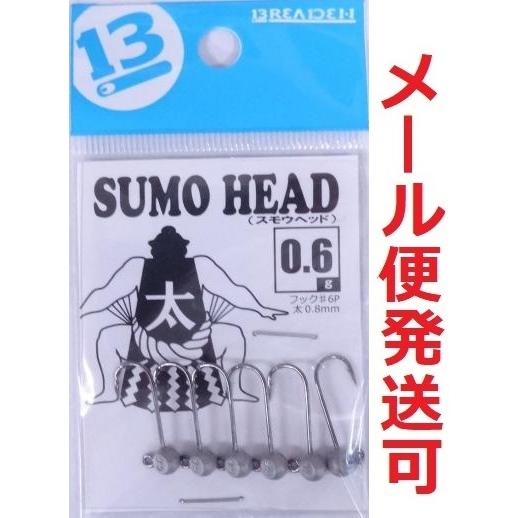 13
BREADEN
SUMO HEAD
(スモウヘッド)
0.6
g
フック#6P
太0.8mm
太
メール便発送可